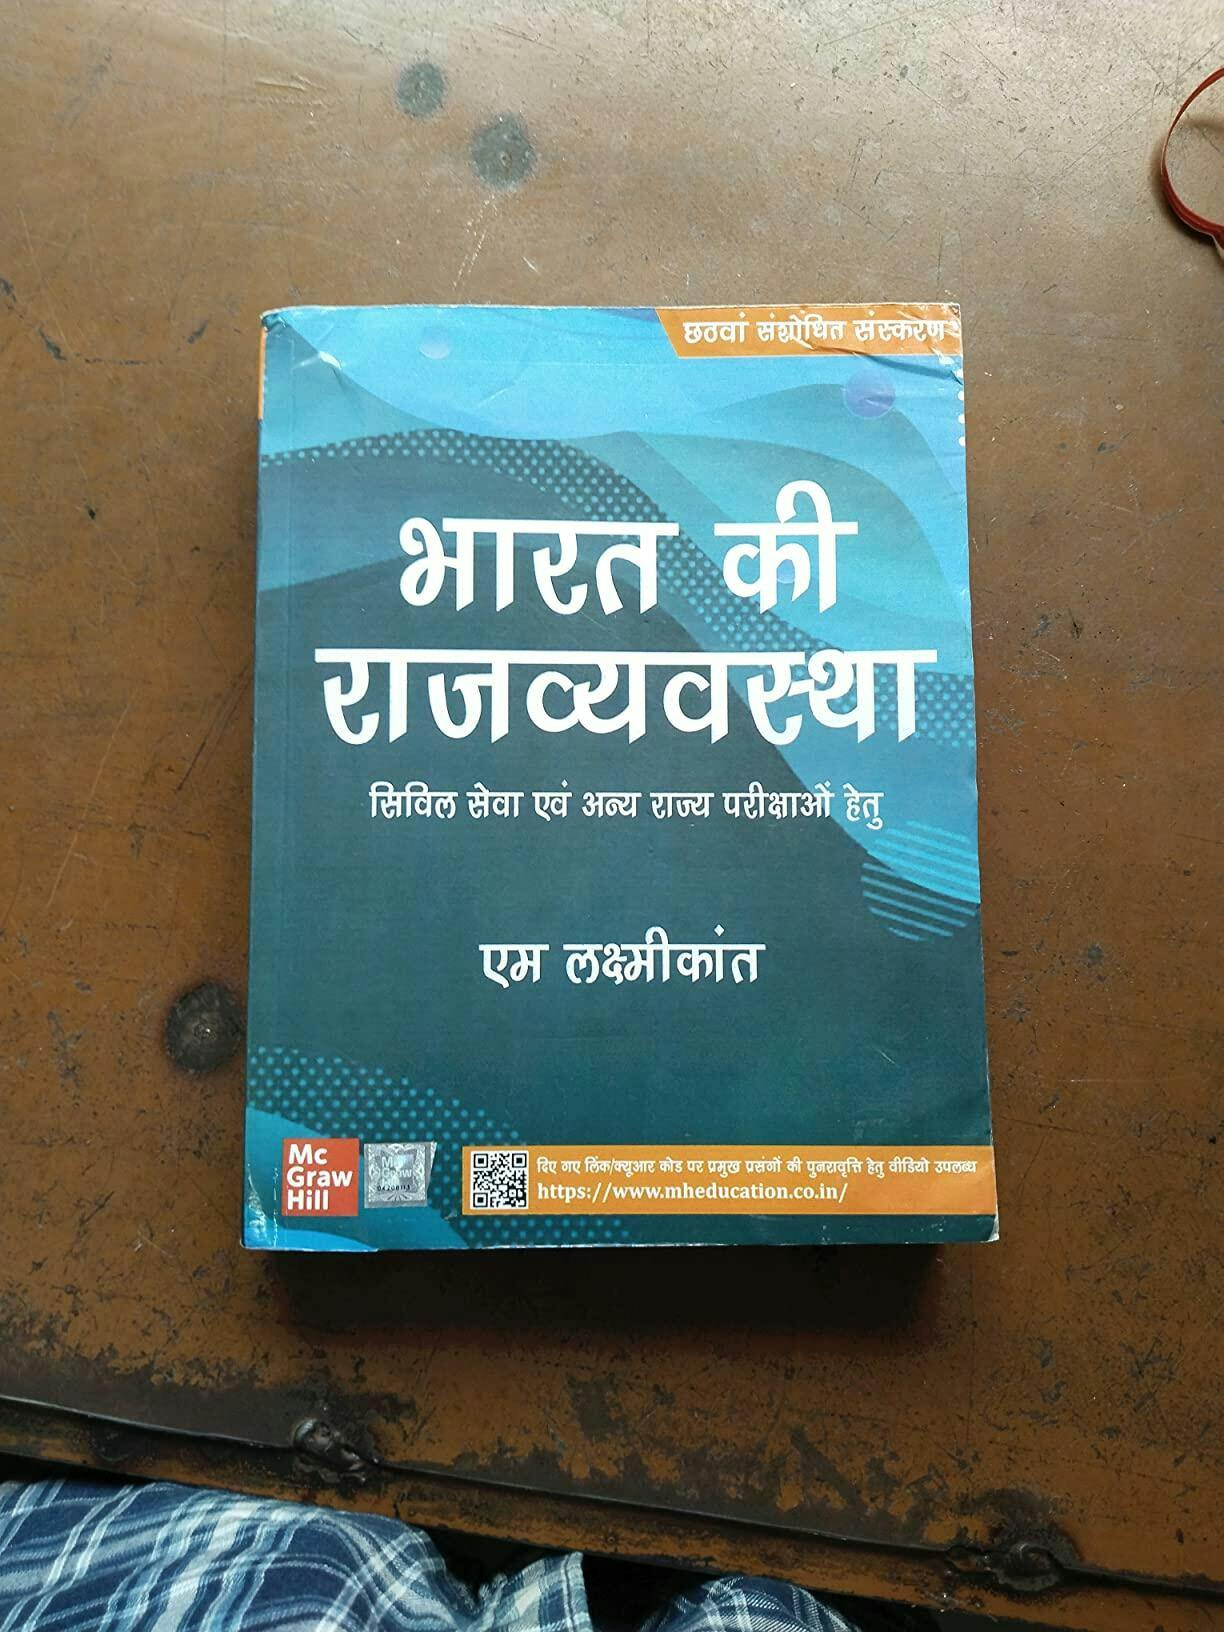 छठवां संशोधित संस्करण
भारत की
राजव्यवस्था
सिविल सेवा एवं अन्य राज्य परीक्षाओं हेतु
एम लक्ष्मीकांत
Mc
Graw
Hill
दिए गए लिंक/क्यूआर कोड पर प्रमुख प्रसंगों की पुनरावृत्ति हेतु वीडियो उपलब्ध
https://www.mheducation.co.in/